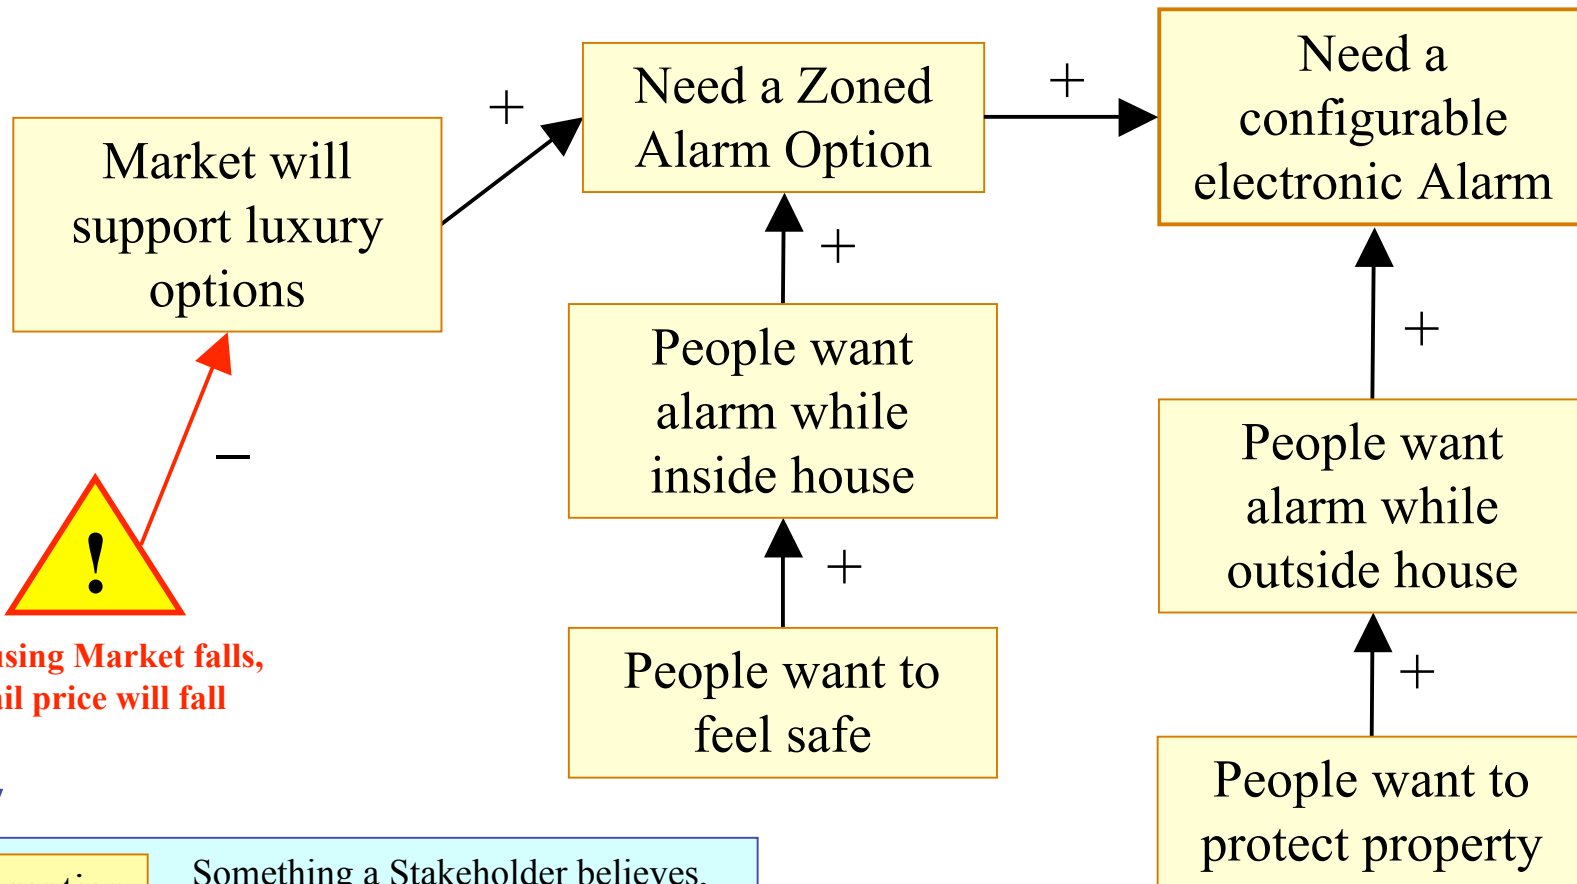 Market will
support luxury
options
+
Need a Zoned
Alarm Option
+
Need a
configurable
electronic Alarm
+
People want
alarm while
inside house
+
People want to
feel safe
+
People want
alarm while
outside house
+
People want to
protect property
–
!
Market falls,
price will fall
Something a Stakeholder believes,